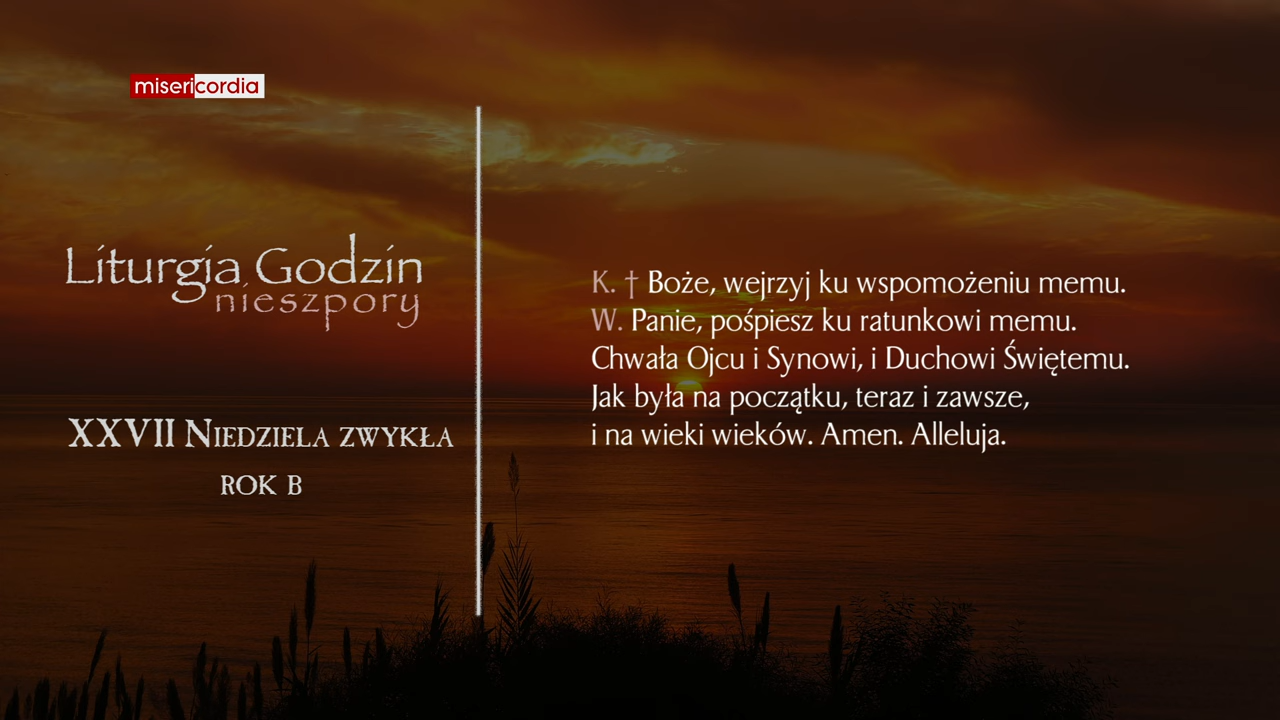 misericordia
Liturgia Godzin
nieszpory
XXVII Niedziela zwykła
rok B
K. † Boże, wejrzyj ku wspomożeniu memu.
W. Panie, pośpiesz ku ratunkowi memu.
Chwała Ojcu i Synowi, i Duchowi Świętemu.
Jak była na początku, teraz i zawsze,
i na wieki wieków. Amen. Alleluja.